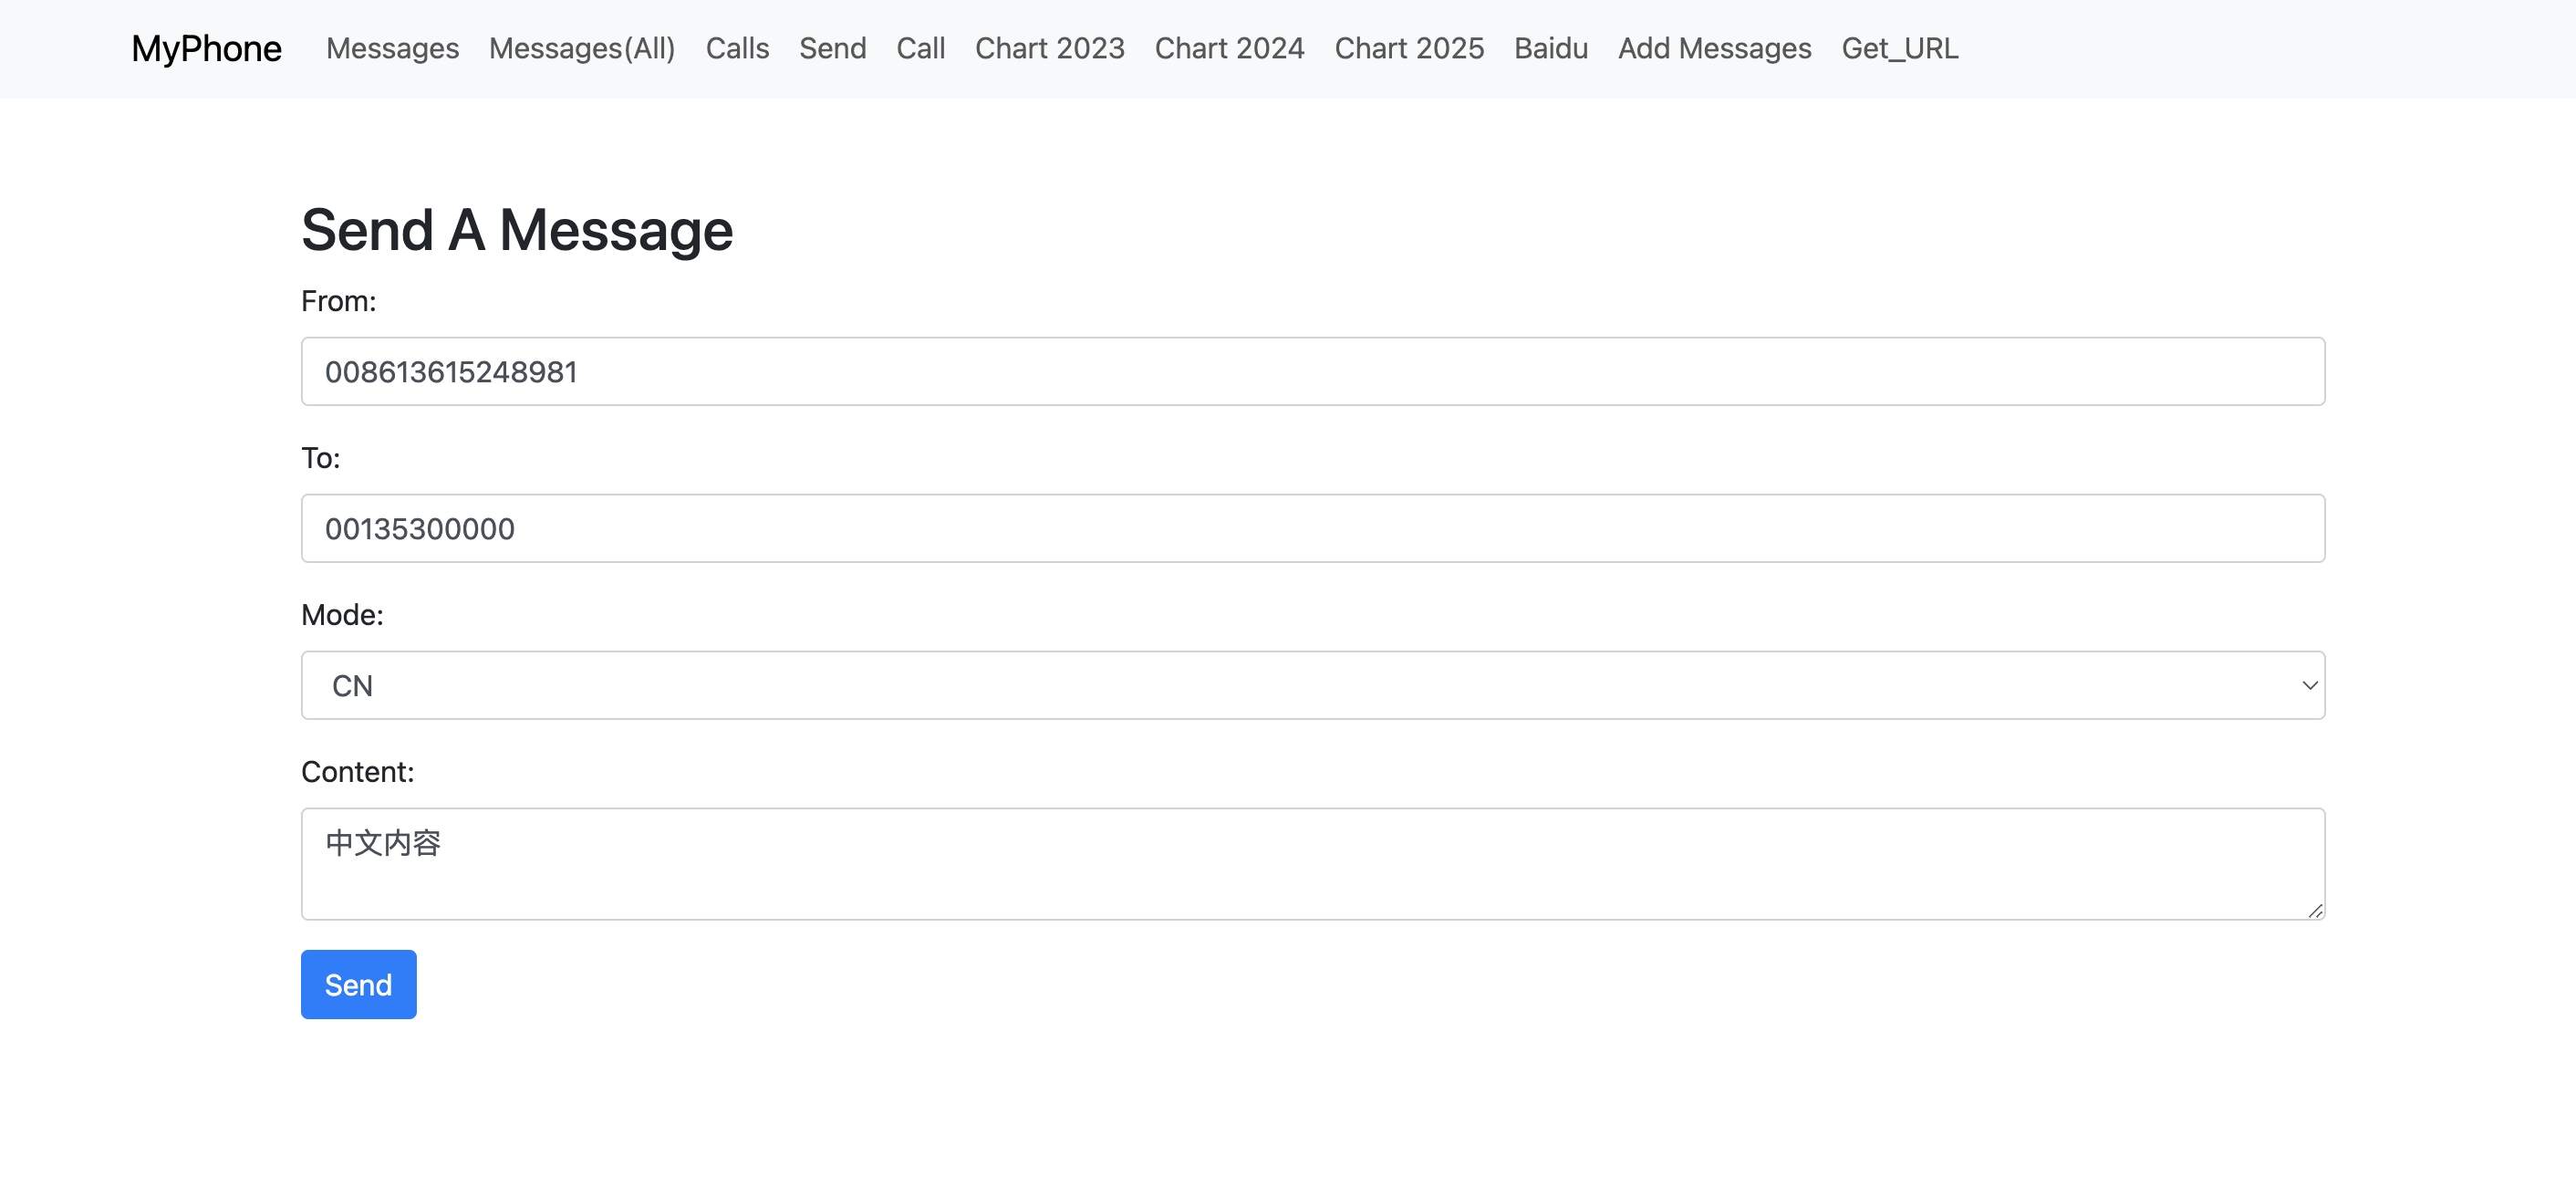 MyPhone Messages Messages(All) Calls Send Call Chart 2023 Chart 2024 Chart 2025 Baidu Add Messages Get_URL
Send A Message
From:
008613615248981
To:
00135300000
Mode:
CN
Content:
中文内容
Send